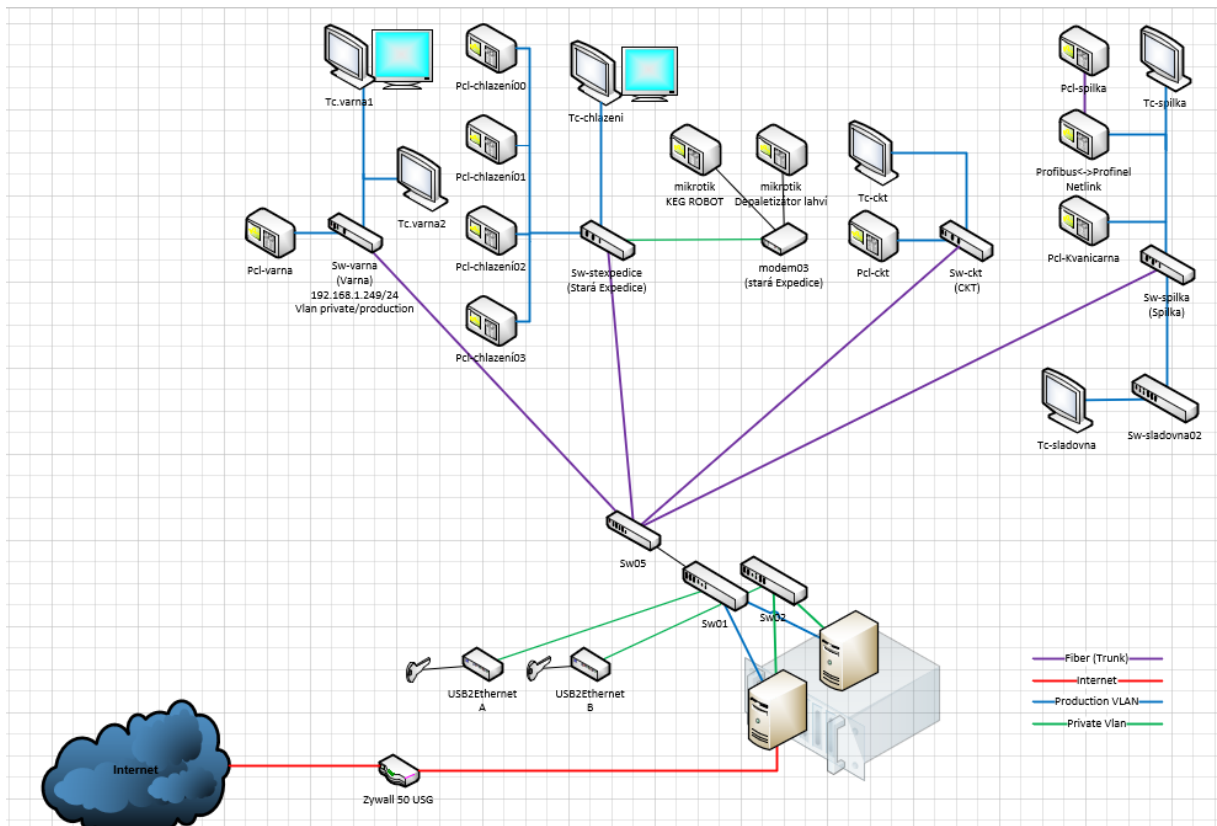 Tc.varna1
Pcl-chlazení00
Tc-chlazeni
Pcl-spilka
Tc-spilka
Pcl-chlazení01
mikrotik
KEG ROBOT
mikrotik
Depaletizátor lahví
Tc-ckt
Profibus<->Profinel
Netlink
Tc.varna2
Pcl-varna
Sw-varna
(Varna)
192.168.1.249/24
Vlan private/production
Pcl-chlazení02
Sw-stexpedice
(Stará Expedice)
modem03
(stará Expedice)
Pcl-ckt
Sw-ckt
(CKT)
Pcl-Kvanicarna
Sw-spilka
(Spilka)
Pcl-chlazení03
Tc-sladovna
Sw-sladovna02
Sw05
Sw01
Sw02
USB2Ethernet
A
USB2Ethernet
B
Fiber (Trunk)
Internet
Production VLAN
Private Vlan
Internet
Zywall 50 USG